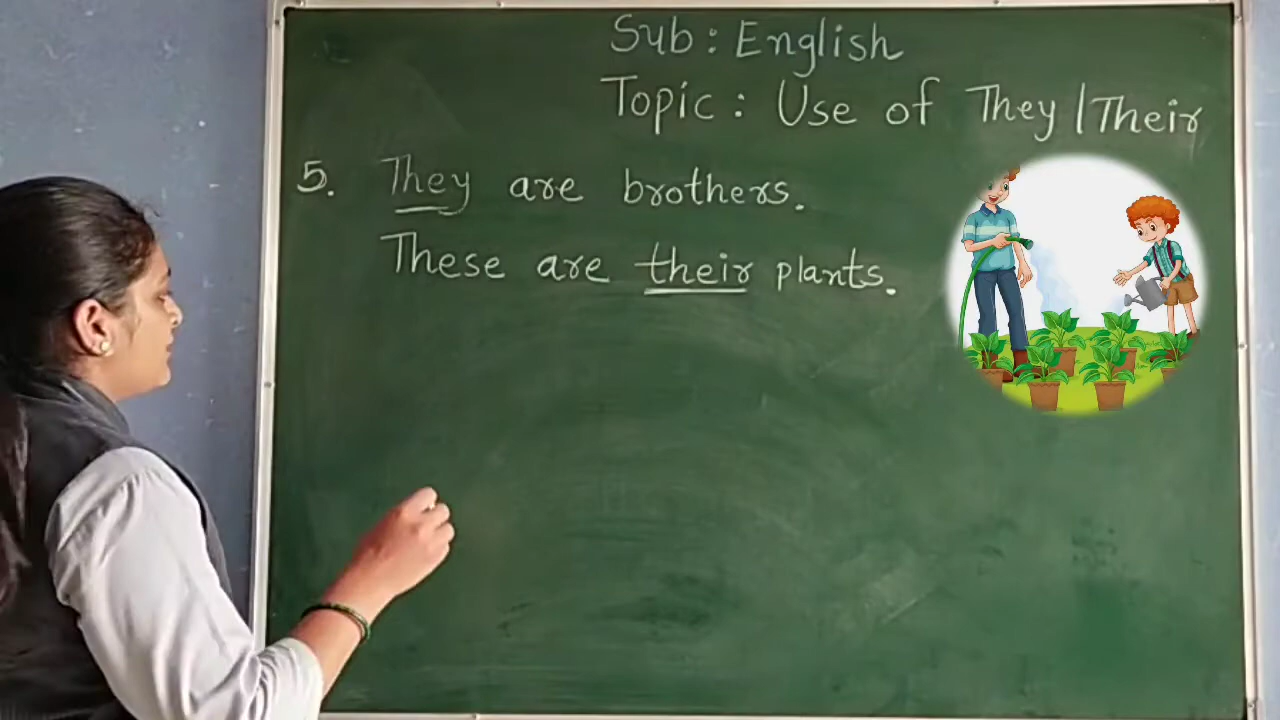 Sub : English
Topic : Use of They | Their
5. They are brothers.
These are their plants.